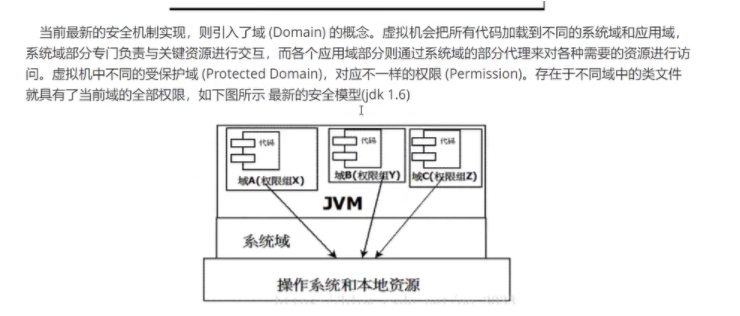 当前最新的安全机制实现，则引入了域 (Domain) 的概念。虚拟机会把所有代码加载到不同的系统域和应用域，
系统域部分专门负责与关键资源进行交互，而各个应用域部分则通过系统域的部分代理来对各种需要的资源进行访
问。虚拟机中不同的受保护域 (Protected Domain)，对应不一样的权限 (Permission)。存在于不同域中的类文件
就具有了当前域的全部权限，如下图所示 最新的安全模型(jdk 1.6)
代码
代码
代码
域A(权限组X)
域B(权限组Y)
域C(权限组Z)
JVM
系统域
操作系统和本地资源